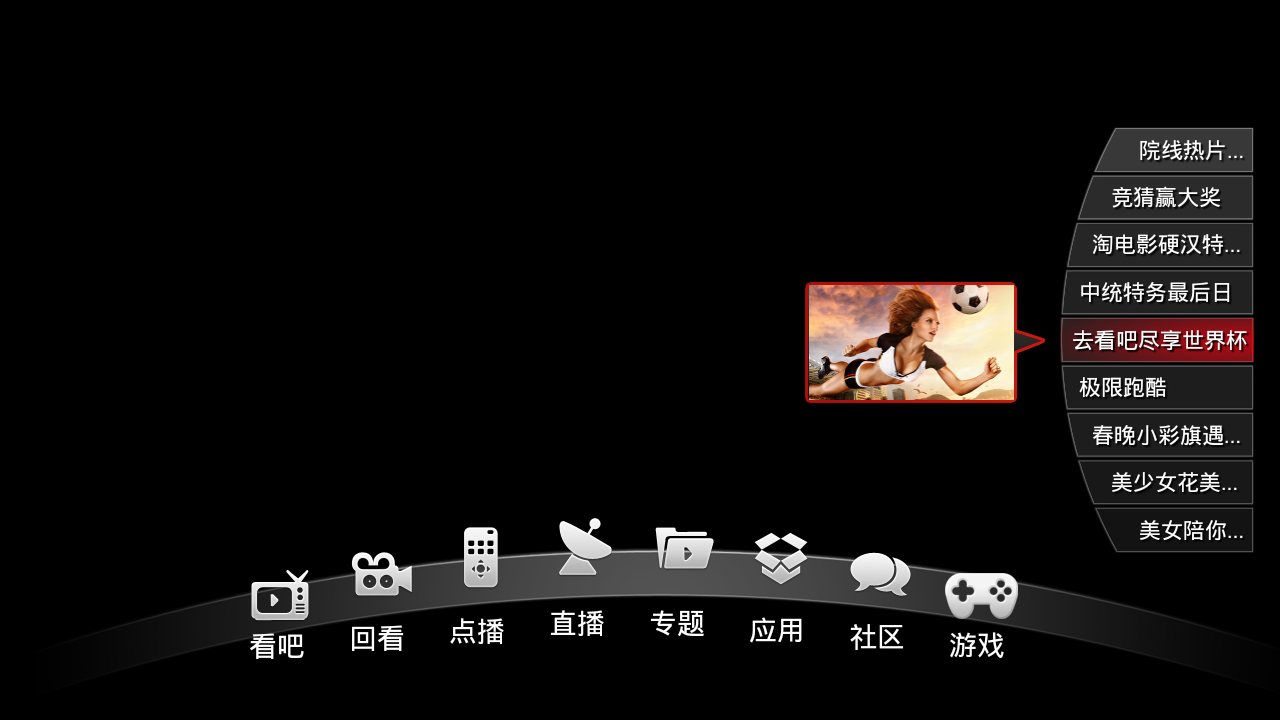 院线热片...
竞猜赢大奖
淘电影硬汉特...
中统特务最后日
去看吧尽享世界杯
极限跑酷
春晚小彩旗遇...
美少女花美...
美女陪你...
看吧
回看
点播
直播
专题
应用
社区
游戏